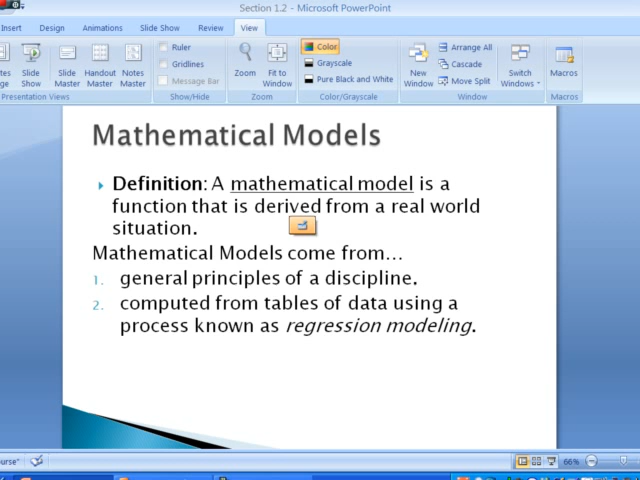 Section 1.2 - Microsoft PowerPoint
Insert Design Animations Slide Show Review View
Ruler Color Arrange All
Gridlines Grayscale Cascade
Message Bar Pure Black and White Move Split
Slide Show
Slide Master
Handout Master
Notes Master
Zoom
Fit to Window
New Window
Switch Windows
Macros
Presentation Views Show/Hide Zoom Color/Grayscale Window Macros
Mathematical Models
Definition: A mathematical model is a
function that is derived from a real world
situation.
Mathematical Models come from…
1. general principles of a discipline.
2. computed from tables of data using a
process known as regression modeling.
66%